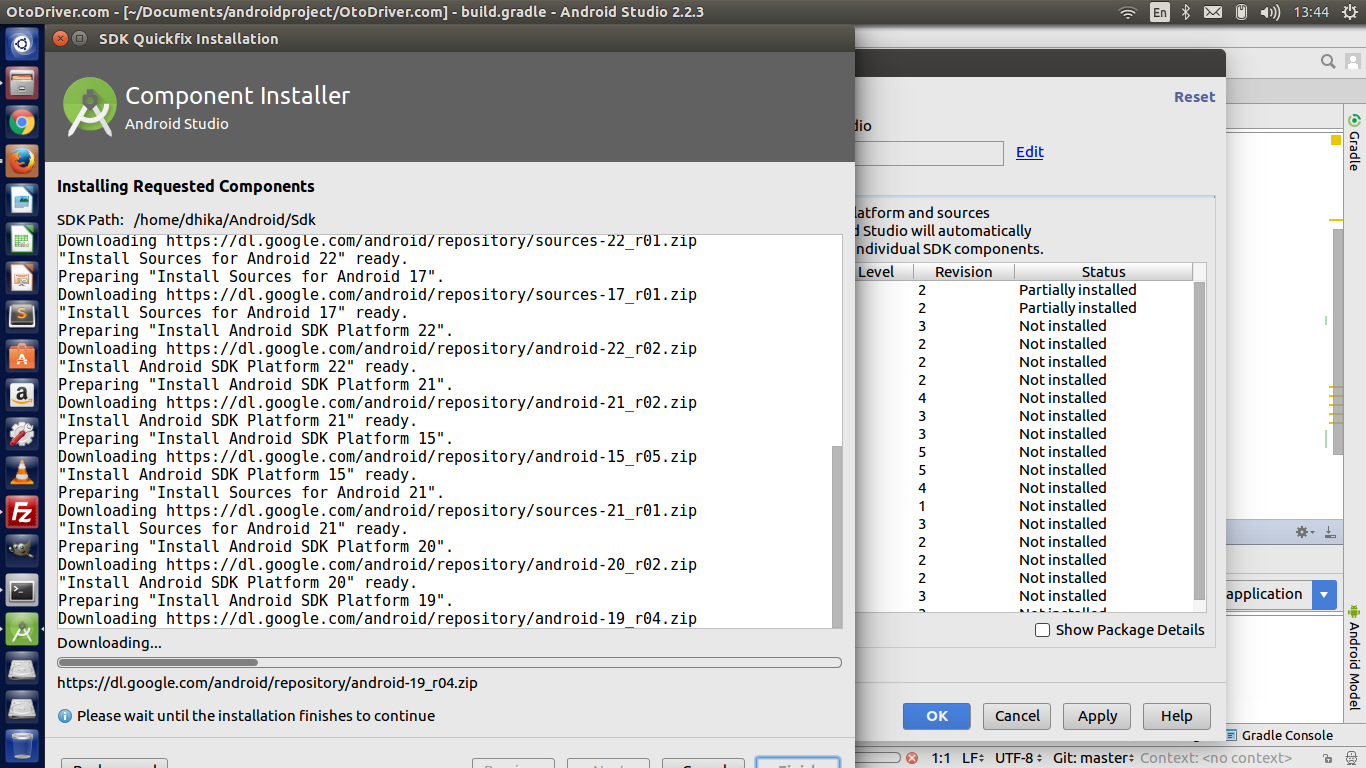 OtoDriver.com - [~/Documents/androidproject/OtoDriver.com] - build.gradle - Android Studio 2.2.3
En
13:44
SDK Quickfix Installation
Component Installer
Android Studio
Installing Requested Components
SDK Path: /home/dhika/Android/Sdk
Downloading https://dl.google.com/android/repository/sources-22_r01.zip
"Install Sources for Android 22" ready.
Preparing "Install Sources for Android 17".
Downloading https://dl.google.com/android/repository/sources-17_r01.zip
"Install Sources for Android 17" ready.
Preparing "Install Android SDK Platform 22".
Downloading https://dl.google.com/android/repository/android-22_r02.zip
"Install Android SDK Platform 22" ready.
Preparing "Install Android SDK Platform 21".
Downloading https://dl.google.com/android/repository/android-21_r02.zip
"Install Android SDK Platform 21" ready.
Preparing "Install Android SDK Platform 15".
Downloading https://dl.google.com/android/repository/android-15_r05.zip
"Install Android SDK Platform 15" ready.
Preparing "Install Sources for Android 21".
Downloading https://dl.google.com/android/repository/sources-21_r01.zip
"Install Sources for Android 21" ready.
Preparing "Install Android SDK Platform 20".
Downloading https://dl.google.com/android/repository/android-20_r02.zip
"Install Android SDK Platform 20" ready.
Preparing "Install Android SDK Platform 19".
Downloading https://dl.google.com/android/repository/android-19_r04.zip
Downloading...
https://dl.google.com/android/repository/android-19_r04.zip
Please wait until the installation finishes to continue
Reset
dio
Edit
latform and sources
d Studio will automatically
ndividual SDK components.
Level Revision Status
2 Partially installed
2 Partially installed
3 Not installed
2 Not installed
2 Not installed
2 Not installed
4 Not installed
3 Not installed
3 Not installed
5 Not installed
5 Not installed
4 Not installed
1 Not installed
3 Not installed
2 Not installed
2 Not installed
2 Not installed
3 Not installed
Not installed
Show Package Details
OK Cancel Apply Help
Gradle
application
Android Model
Gradle Console
1:1 LF UTF-8 Git: master Context: <no context>